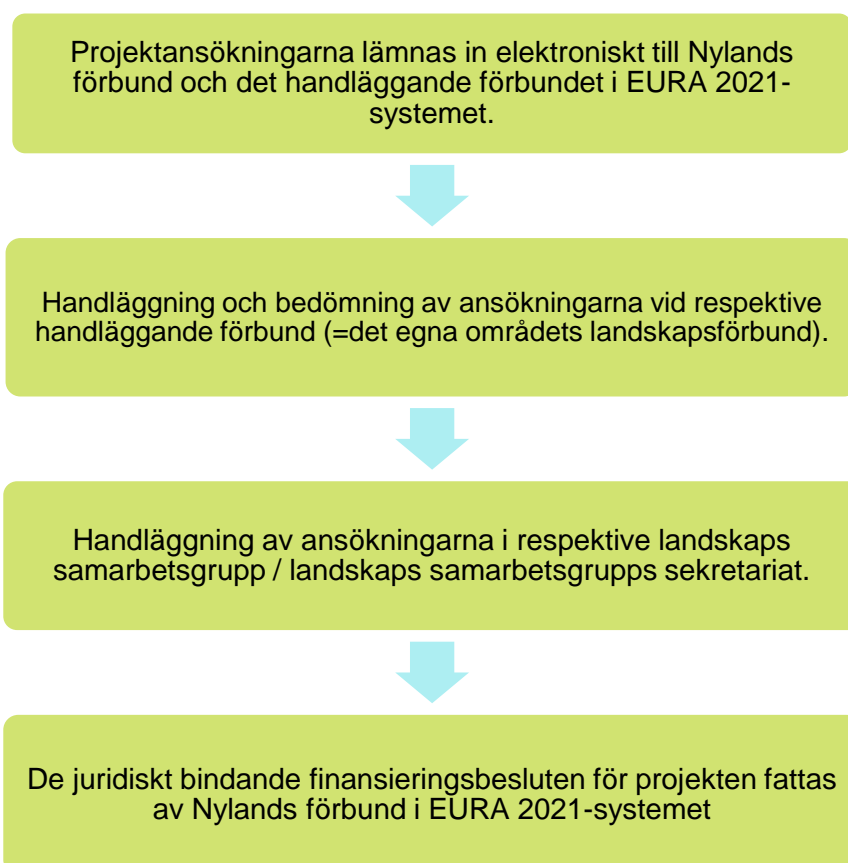 Projektansökningarna lämnas in elektroniskt till Nylands
förbund och det handläggande förbundet i EURA 2021-
systemet.
Handläggning och bedömning av ansökningarna vid respektive
handläggande förbund (=det egna områdets landskapsförbund).
Handläggning av ansökningarna i respektive landskaps
samarbetsgrupp / landskaps samarbetsgrupps sekretariat.
De juridiskt bindande finansieringsbesluten för projekten fattas
av Nylands förbund i EURA 2021-systemet